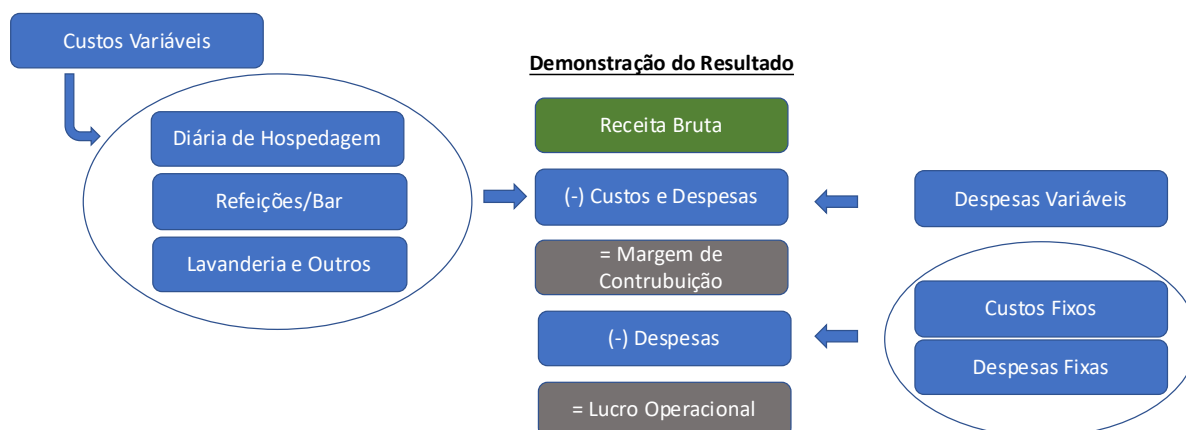 Custos Variáveis
Diária de Hospedagem
Refeições/Bar
Lavanderia e Outros
Demonstração do Resultado
Receita Bruta
(-) Custos e Despesas
= Margem de
Contrubuição
(-) Despesas
= Lucro Operacional
Despesas Variáveis
Custos Fixos
Despesas Fixas